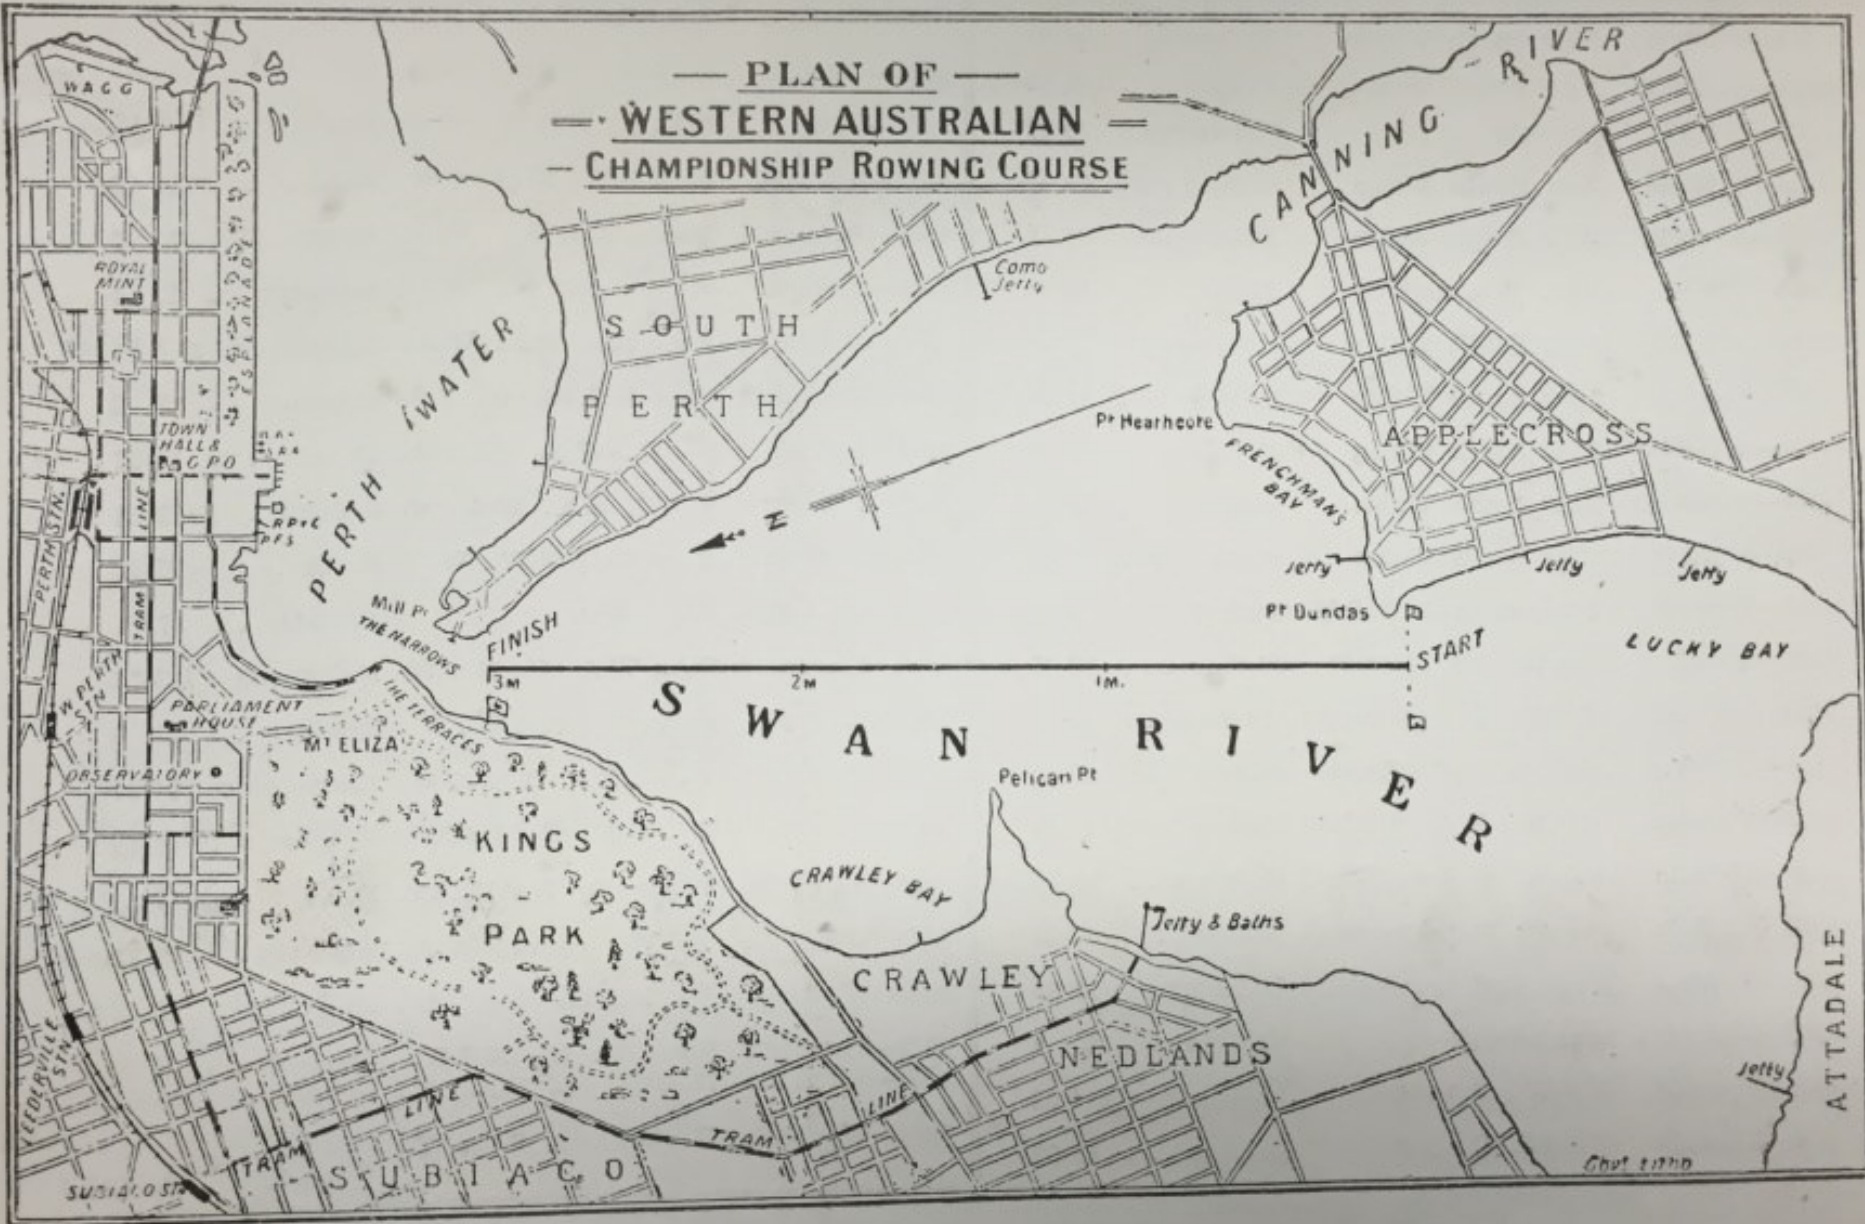 PLAN OF
WESTERN AUSTRALIAN
CHAMPIONSHIP ROWING COURSE
CANNING RIVER
WAGG
ROYAL
MINT
ESPLANADE
Como
Jetty
SOUTH
PERTH
PERTH WATER
TOWN
HALL &
G P O
Pt Heathcote
APPLECROSS
FRENCHMAN'S
BAY
N
PERTH STN.
TRAM LINE
Jetty
Jetty
Jetty
Mill Pt
THE NARROWS
FINISH
Pt Dundas
START
LUCKY BAY
3M
2M
1M.
W. PERTH
STN
PARLIAMENT
HOUSE
THE TERRACES
MT ELIZA
OBSERVATORY
SWAN RIVER
Pelican Pt
KINGS
PARK
CRAWLEY BAY
Jetty & Baths
CRAWLEY
NEDLANDS
ATTADALE
Jetty
LEEDERVILLE
STN.
TRAM LINE
TRAM LINE
SUBIACO
SUBIACO STN
Govt Litho